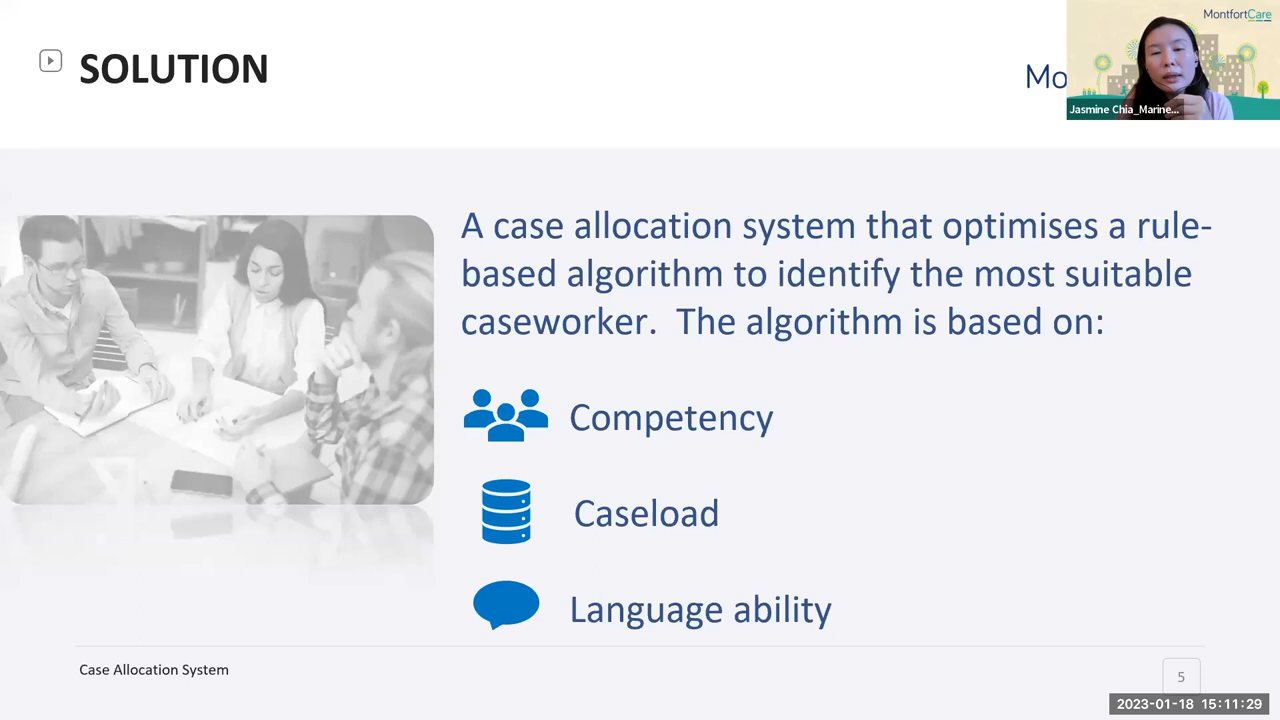 SOLUTION
Mo
MontfortCare
Jasmine Chia_Marine...
A case allocation system that optimises a rule-
based algorithm to identify the most suitable
caseworker. The algorithm is based on:
Competency
Caseload
Language ability
Case Allocation System
5
2023-01-18 15:11:29